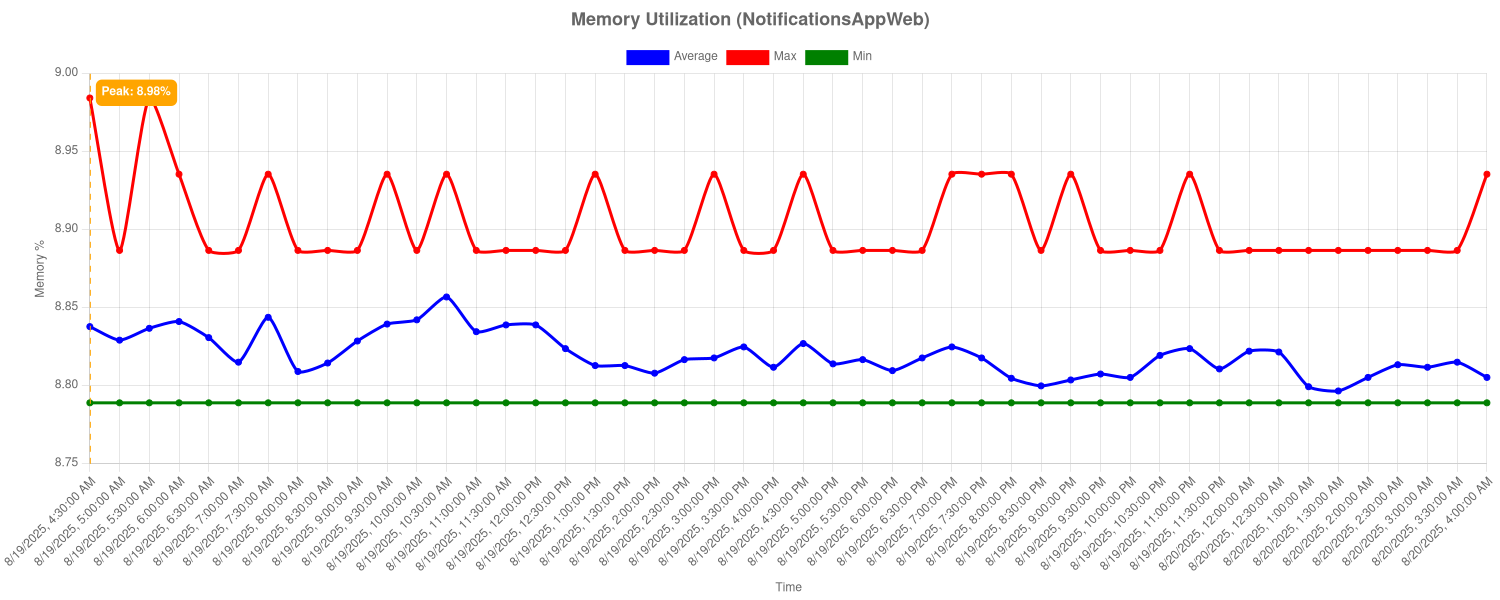 Memory Utilization (NotificationsAppWeb)
Average Max Min
Peak: 8.98%
9.00
8.95
8.90
8.85
8.80
8.75
Memory %
8/19/2025, 4:30:00 AM
8/19/2025, 5:00:00 AM
8/19/2025, 5:30:00 AM
8/19/2025, 6:00:00 AM
8/19/2025, 6:30:00 AM
8/19/2025, 7:00:00 AM
8/19/2025, 7:30:00 AM
8/19/2025, 8:00:00 AM
8/19/2025, 8:30:00 AM
8/19/2025, 9:00:00 AM
8/19/2025, 9:30:00 AM
8/19/2025, 10:00:00 AM
8/19/2025, 10:30:00 AM
8/19/2025, 11:00:00 AM
8/19/2025, 11:30:00 AM
8/19/2025, 12:00:00 PM
8/19/2025, 12:30:00 PM
8/19/2025, 1:00:00 PM
8/19/2025, 1:30:00 PM
8/19/2025, 2:00:00 PM
8/19/2025, 2:30:00 PM
8/19/2025, 3:00:00 PM
8/19/2025, 3:30:00 PM
8/19/2025, 4:00:00 PM
8/19/2025, 4:30:00 PM
8/19/2025, 5:00:00 PM
8/19/2025, 5:30:00 PM
8/19/2025, 6:00:00 PM
8/19/2025, 6:30:00 PM
8/19/2025, 7:00:00 PM
8/19/2025, 7:30:00 PM
8/19/2025, 8:00:00 PM
8/19/2025, 8:30:00 PM
8/19/2025, 9:00:00 PM
8/19/2025, 9:30:00 PM
8/19/2025, 10:00:00 PM
8/19/2025, 10:30:00 PM
8/19/2025, 11:00:00 PM
8/19/2025, 11:30:00 PM
8/20/2025, 12:00:00 AM
8/20/2025, 12:30:00 AM
8/20/2025, 1:00:00 AM
8/20/2025, 1:30:00 AM
8/20/2025, 2:00:00 AM
8/20/2025, 2:30:00 AM
8/20/2025, 3:00:00 AM
8/20/2025, 3:30:00 AM
8/20/2025, 4:00:00 AM
Time